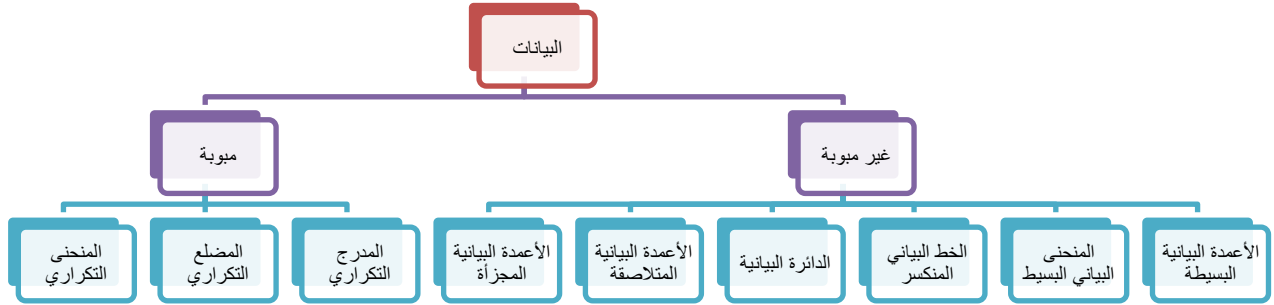 البيانات
غير مبوبة
مبوبة
الأعمدة البيانية
البسيطة
المنحنى
البياني البسيط
الخط البياني
المنكسر
الدائرة البيانية
الأعمدة البيانية
المتلاصقة
الأعمدة البيانية
المجزأة
المدرج
التكراري
المضلع
التكراري
المنحنى
التكراري